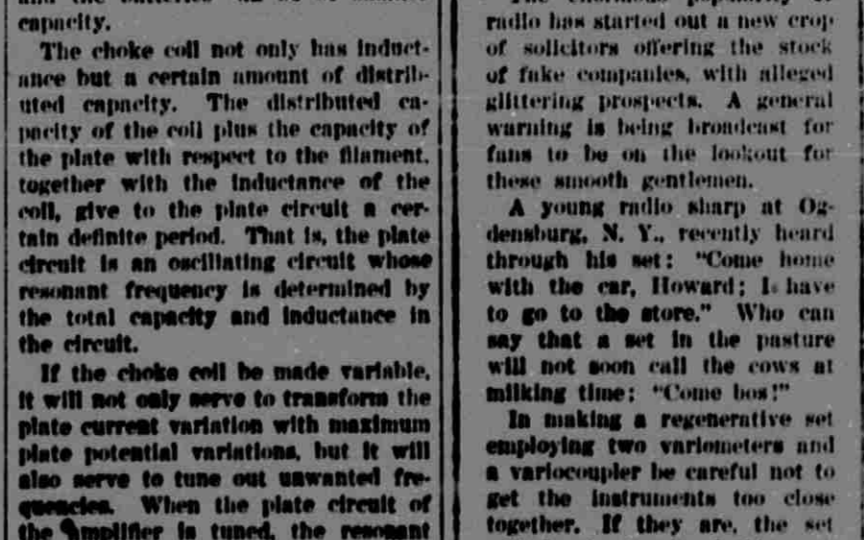 and the batteries
capacity.
The choke coil not only has induct-
ance but a certain amount of distrib-
uted capacity. The distributed ca-
pacity of the coil plus the capacity of
the plate with respect to the filament,
together with the inductance of the
coil, give to the plate circuit a cer-
tain definite period. That is, the plate
circuit is an oscillating circuit whose
resonant frequency is determined by
the total capacity and inductance in
the circuit.
If the choke coil be made variable,
it will not only serve to transform the
plate current variation with maximum
plate potential variations, but it will
also serve to tune out unwanted fre-
quencies. When the plate circuit of
the amplifier is tuned, the resonant
The enormous popularity of
radio has started out a new crop
of solicitors offering the stock
of fake companies, with alleged
glittering prospects. A general
warning is being broadcast for
fans to be on the lookout for
these smooth gentlemen.
A young radio sharp at Og-
densburg, N. Y., recently heard
through his set: "Come home
with the car, Howard; I have
to go to the store." Who can
say that a set in the pasture
will not soon call the cows at
milking time: "Come bos!"
In making a regenerative set
employing two variometers and
a variocoupler be careful not to
get the instruments too close
together. If they are, the set